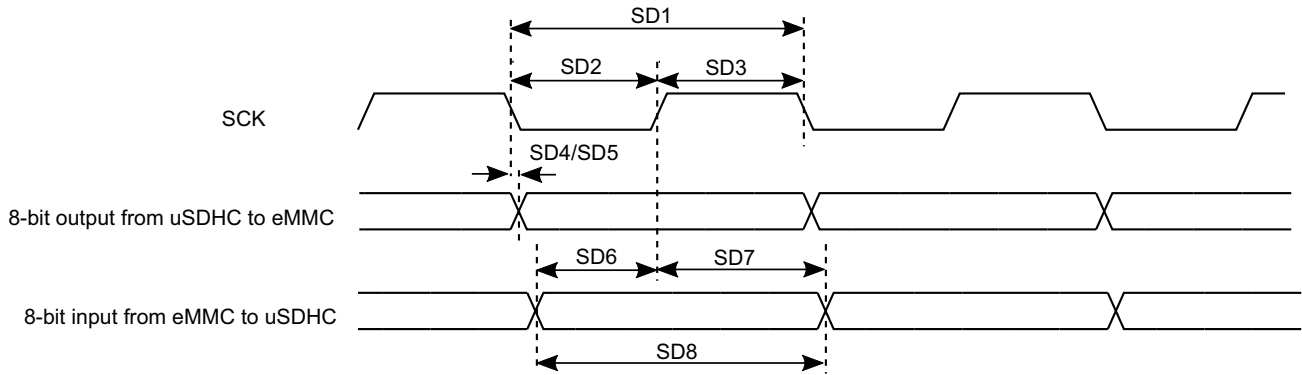 SD1
SD2
SD3
SCK
SD4/SD5
8-bit output from uSDHC to eMMC
SD6
SD7
8-bit input from eMMC to uSDHC
SD8